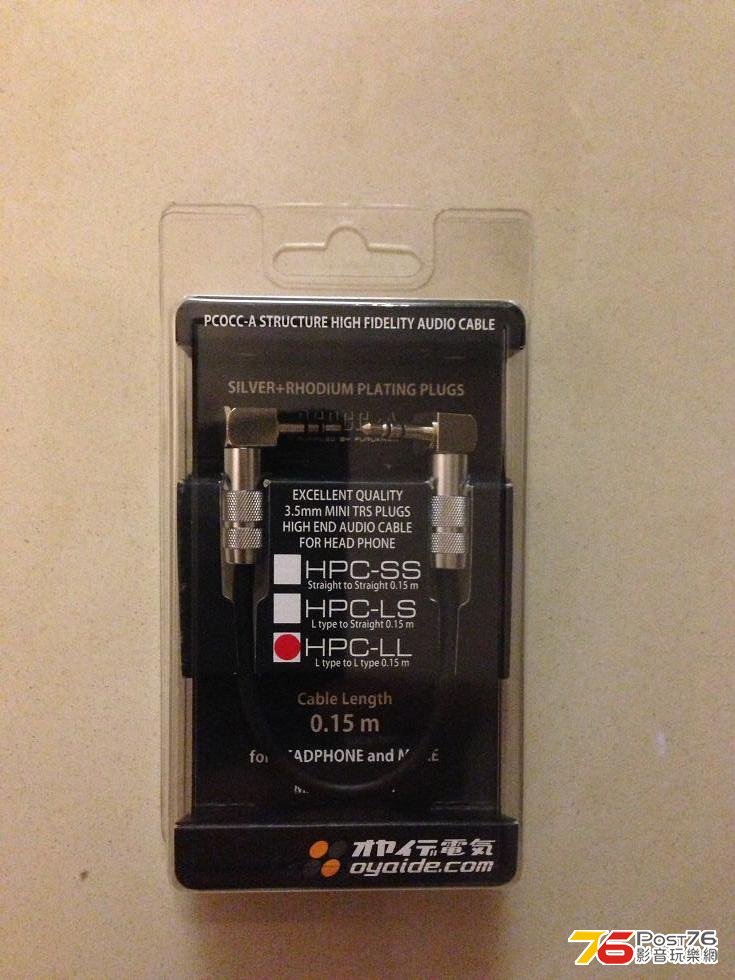 PCOCC-A STRUCTURE HIGH FIDELITY AUDIO CABLE
SILVER+RHODIUM PLATING PLUGS
EXCELLENT QUALITY
3.5mm MINI TRS PLUGS
HIGH END AUDIO CABLE
FOR HEAD PHONE
HPC-SS
Straight to Straight 0.15 m
HPC-LS
L type to Straight 0.15 m
HPC-LL
L type to L type 0.15 m
Cable Length
0.15 m
and
オヤイデ電気
oyaide.com
76 POST76
影音玩樂網